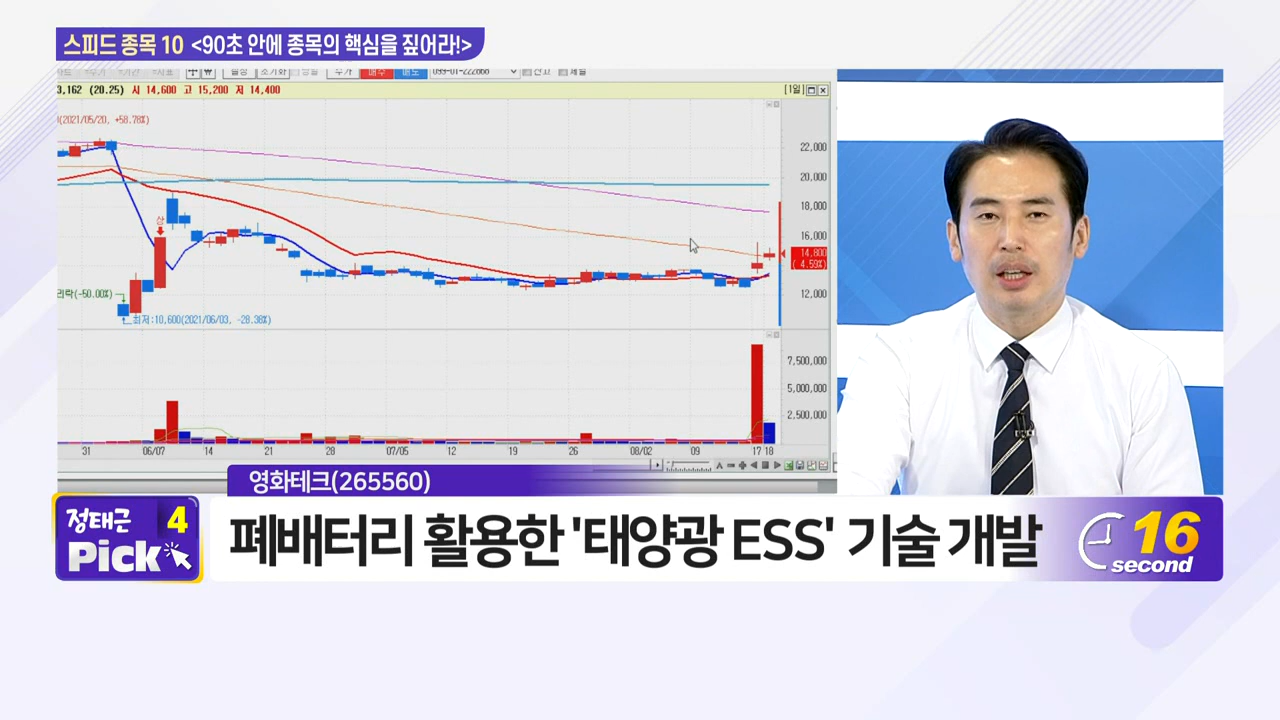 스피드 종목 10 <90초 안에 종목의 핵심을 짚어라!>
3,162 (20.25) 시 14,600 고 15,200 저 14,400
[1일]
(2021/05/20, +58.78%)
22,000
20,000
18,000
상
16,000
14,800
( 4.59%)
리락(-50.00%)
12,000
최저:10,600(2021/06/03, -28.38%)
7,500,000
5,000,000
2,500,000
31 06/07 14 21 28 07/05 12 19 26 08/02 09 17 18
영화테크(265560)
정태근 4
Pick
폐배터리 활용한 '태양광 ESS' 기술 개발
16
second